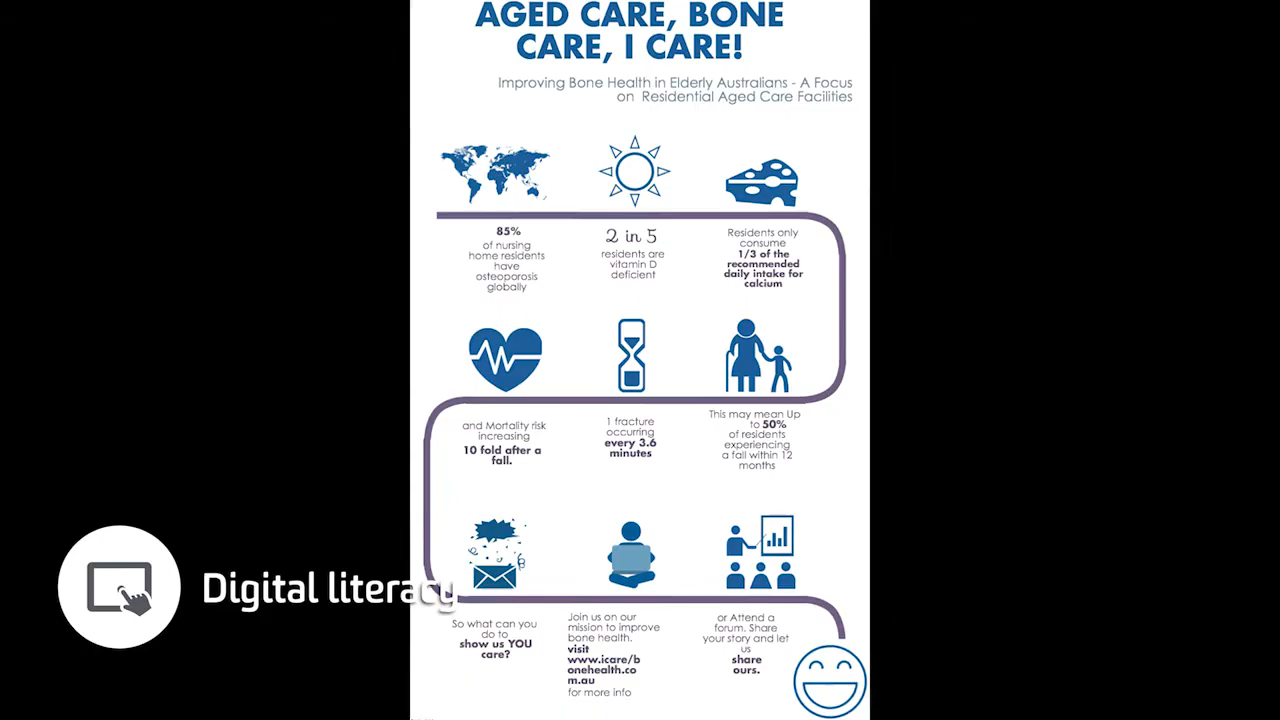 AGED CARE, BONE
CARE, I CARE!
Improving Bone Health in Elderly Australians - A Focus
on Residential Aged Care Facilities
85%
of nursing
home residents
have
osteoporosis
globally
2 in 5
residents are
vitamin D
deficient
Residents only
consume
1/3 of the
recommended
daily intake for
calcium
This may mean Up
to 50%
of residents
experiencing
a fall within 12
months
1 fracture
occurring
every 3.6
minutes
and Mortality risk
increasing
10 fold after a
fall.
So what can you
do to
show us YOU
care?
Join us on our
mission to improve
bone health.
visit
www.icare/b
onehealth.co
m.au
for more info
or Attend a
forum. Share
your story and let
us
share
ours.
Digital literacy